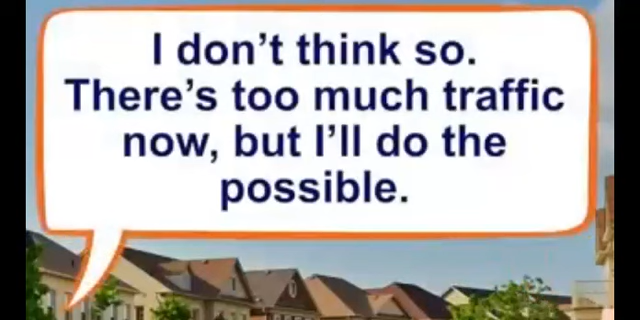 I don't think so.
There's too much traffic
now, but I'll do the
possible.